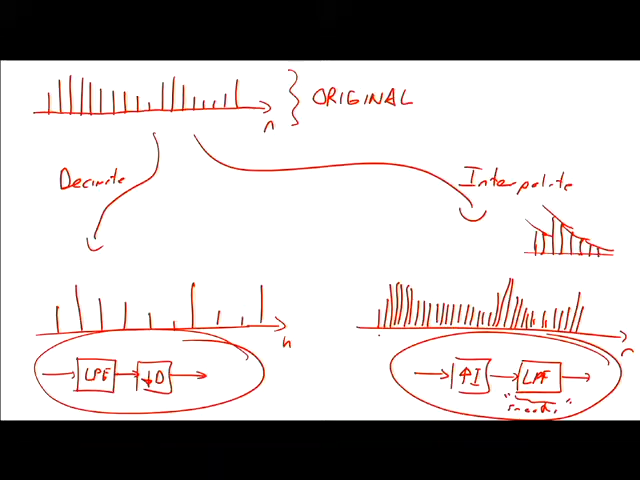 ORIGINAL
n
Decimate
Interpolate
n
n
LPF
↓D
↑I
LPF
"smooth"